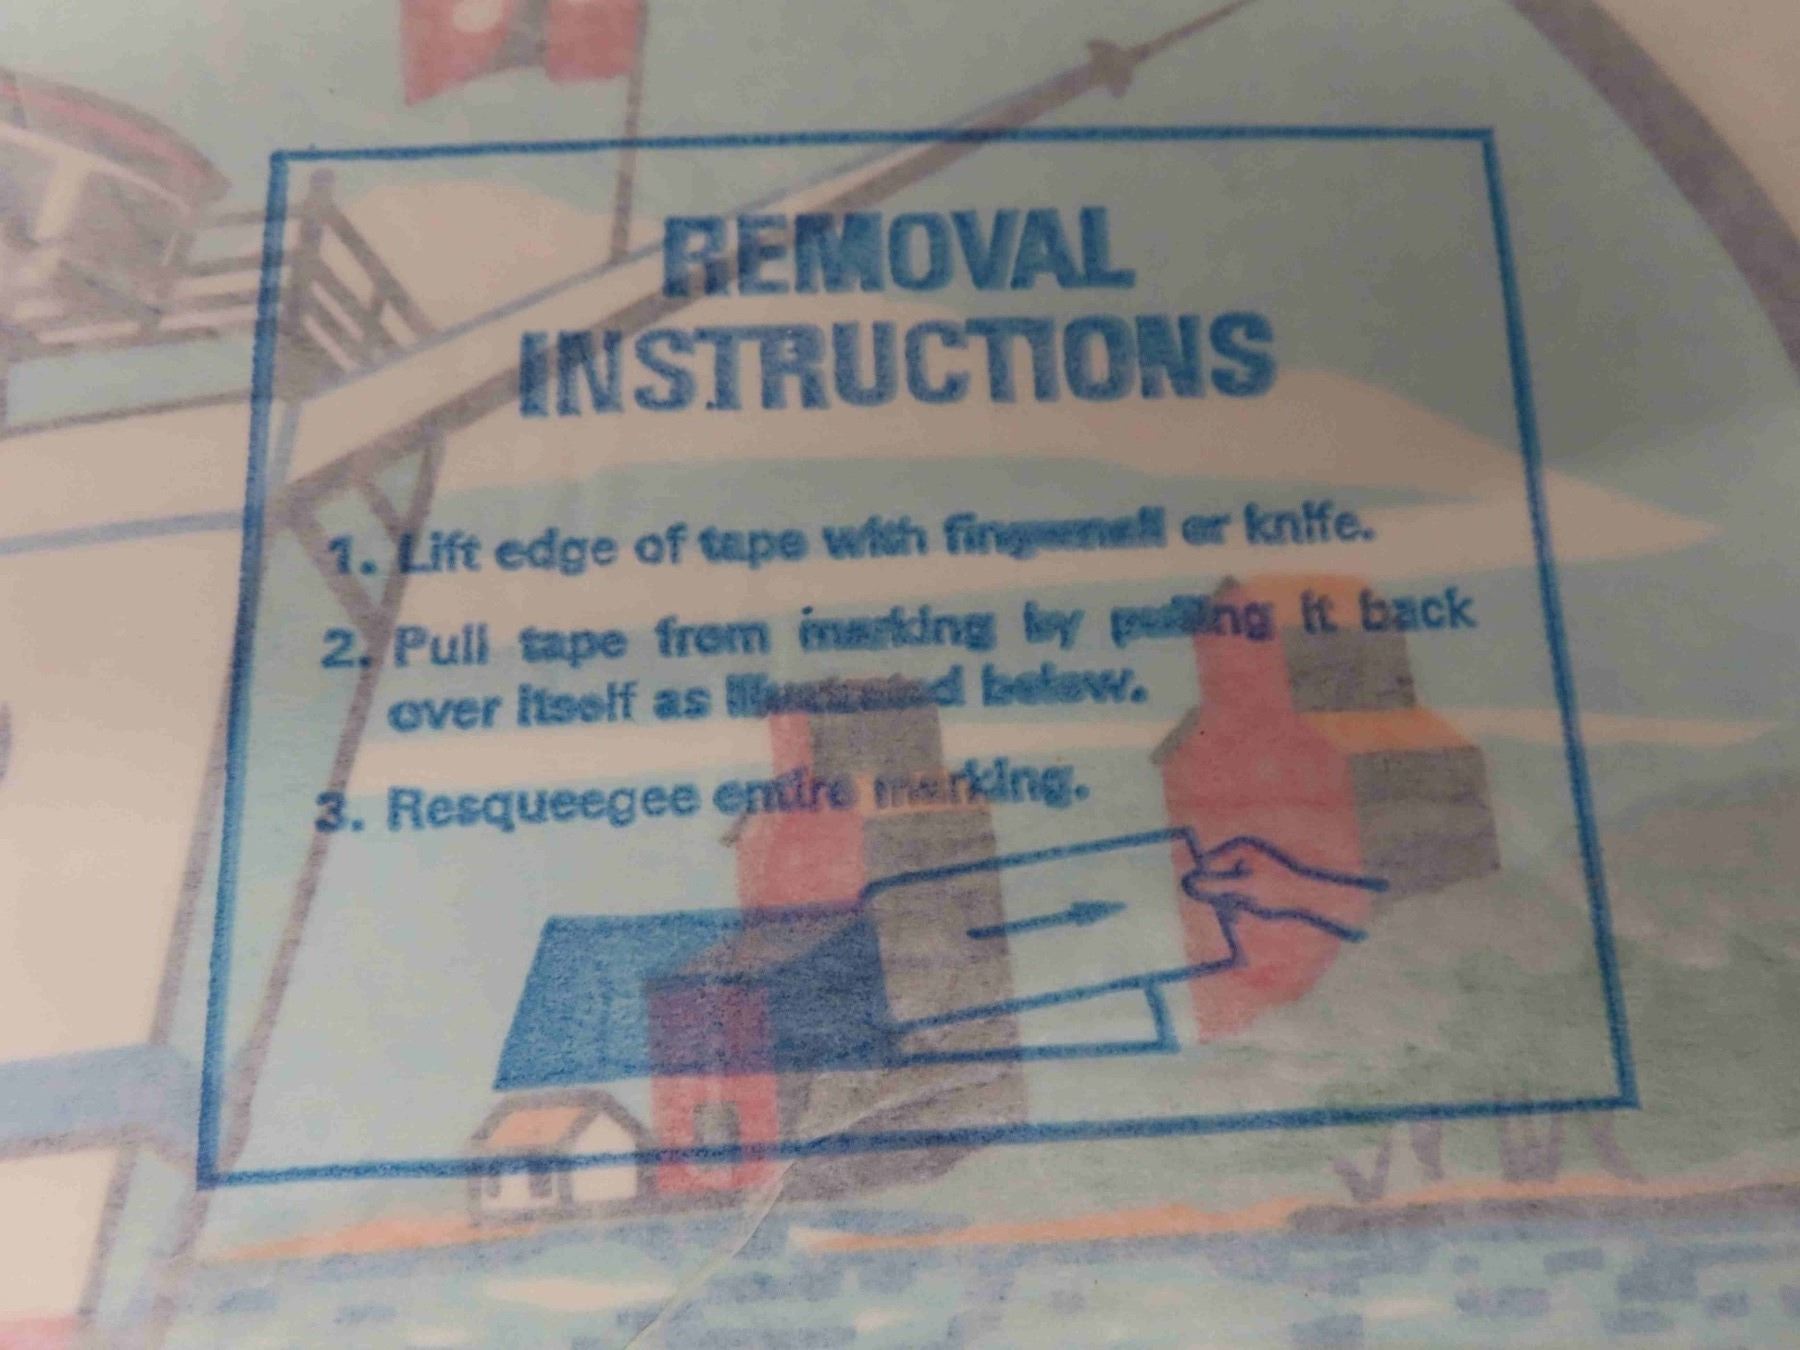 REMOVAL
INSTRUCTIONS
1. Lift edge of tape with fingernail or knife.
2. Pull tape from marking by pulling it back
over itself as illustrated below.
3. Resqueegee entire marking.